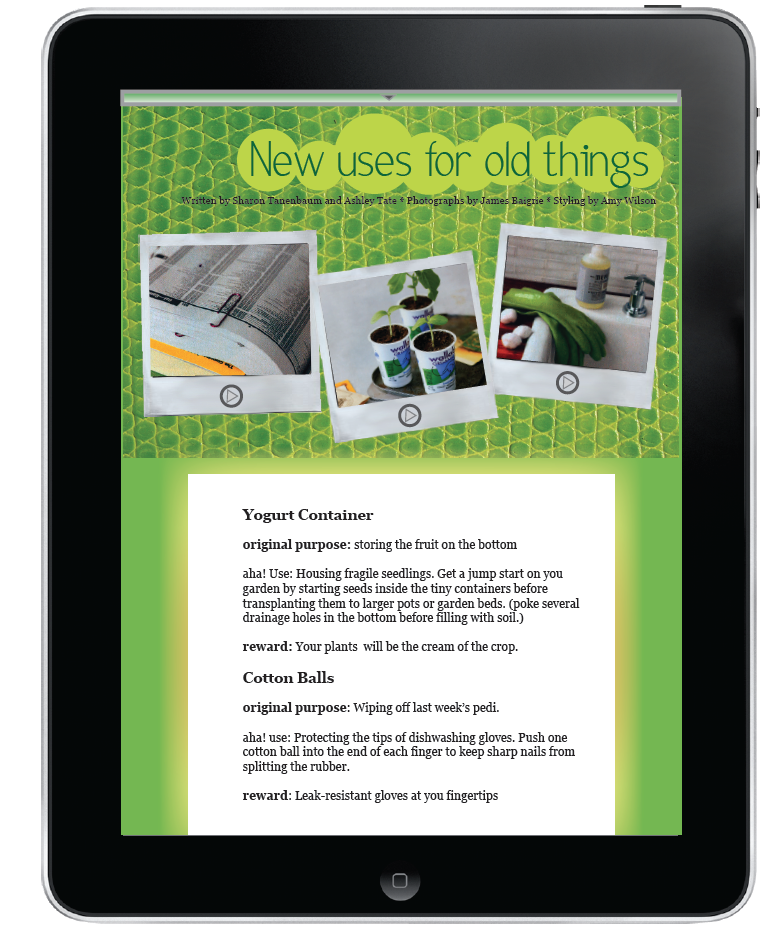 New uses for old things
Written by Sharon Tanenbaum and Ashley Tate * Photographs by James Baigrie * Styling by Amy Wilson
Yogurt Container
original purpose: storing the fruit on the bottom
aha! Use: Housing fragile seedlings. Get a jump start on you
garden by starting seeds inside the tiny containers before
transplanting them to larger pots or garden beds. (poke several
drainage holes in the bottom before filling with soil.)
reward: Your plants  will be the cream of the crop.
Cotton Balls
original purpose: Wiping off last week's pedi.
aha! use: Protecting the tips of dishwashing gloves. Push one
cotton ball into the end of each finger to keep sharp nails from
splitting the rubber.
reward: Leak-resistant gloves at you fingertips